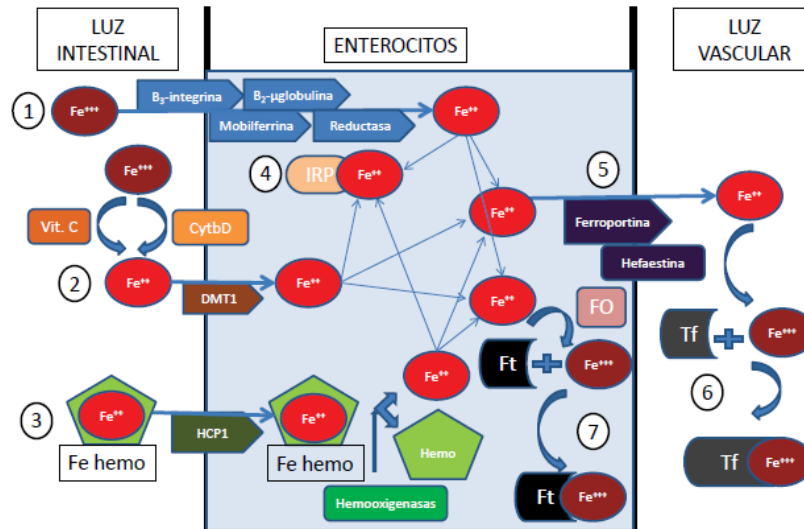 LUZ
INTESTINAL
ENTEROCITOS
LUZ
VASCULAR
1
Fe+++
B3-integrina
B2-µglobulina
Mobilferrina
Reductasa
Fe++
Fe+++
4
IRP
Fe++
5
Fe++
Fe++
Ferroportina
Hefaestina
Vit. C
CytbD
2
Fe++
DMT1
Fe++
Fe++
FO
Ft
Fe+++
Tf
Fe+++
Fe++
6
3
Fe++
Fe hemo
HCP1
Fe++
Fe hemo
Hemo
7
Hemooxigenasas
Ft
Fe+++
Tf
Fe+++